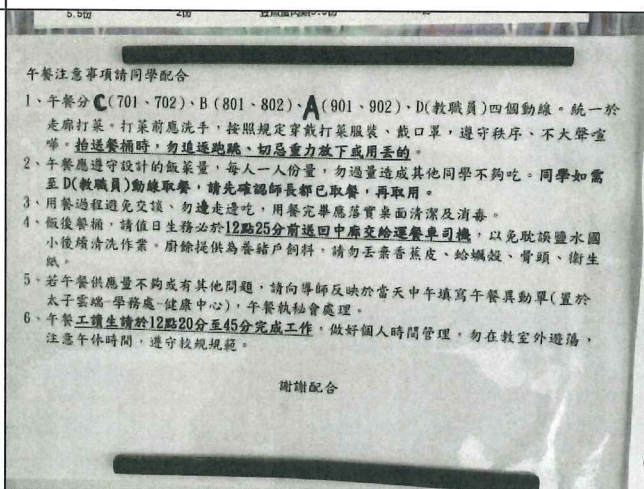 5.5份 2份
午餐注意事項請同學配合
1、午餐分C(701、702)、B(801、802)、A(901、902)、D(教職員)四個動線。統一於
走廊打菜。打菜前應洗手,按照規定穿戴打菜服裝、戴口罩,遵守秩序、不大聲喧
嘩。抬送餐桶時,勿追逐跑跳、切忌重力放下或用丟的。
2、午餐應遵守設計的飯菜量,每人一人份量,勿過量造成其他同學不夠吃。同學如需
至D(教職員)動線取餐,請先確認師長都已取餐,再取用。
3、用餐過程避免交談、勿邊走邊吃,用餐完畢應落實桌面清潔及消毒。
4、飯後餐桶,請值日生務必於12點25分前送回中廊交給運餐車司機,以免耽誤鹽水國
小後續清洗作業。廚餘提供為養豬戶飼料,請勿丟棄香蕉皮、蛤蠣殼、骨頭、衛生
紙。
5、若午餐供應量不夠或有其他問題,請向導師反映於當天中午填寫午餐異動單(置於
太子雲端-學務處-健康中心),午餐執秘會處理。
6、午餐工讀生請於12點20分至45分完成工作,做好個人時間管理,勿在教室外遊蕩,
注意午休時間,遵守校規規範。
謝謝配合